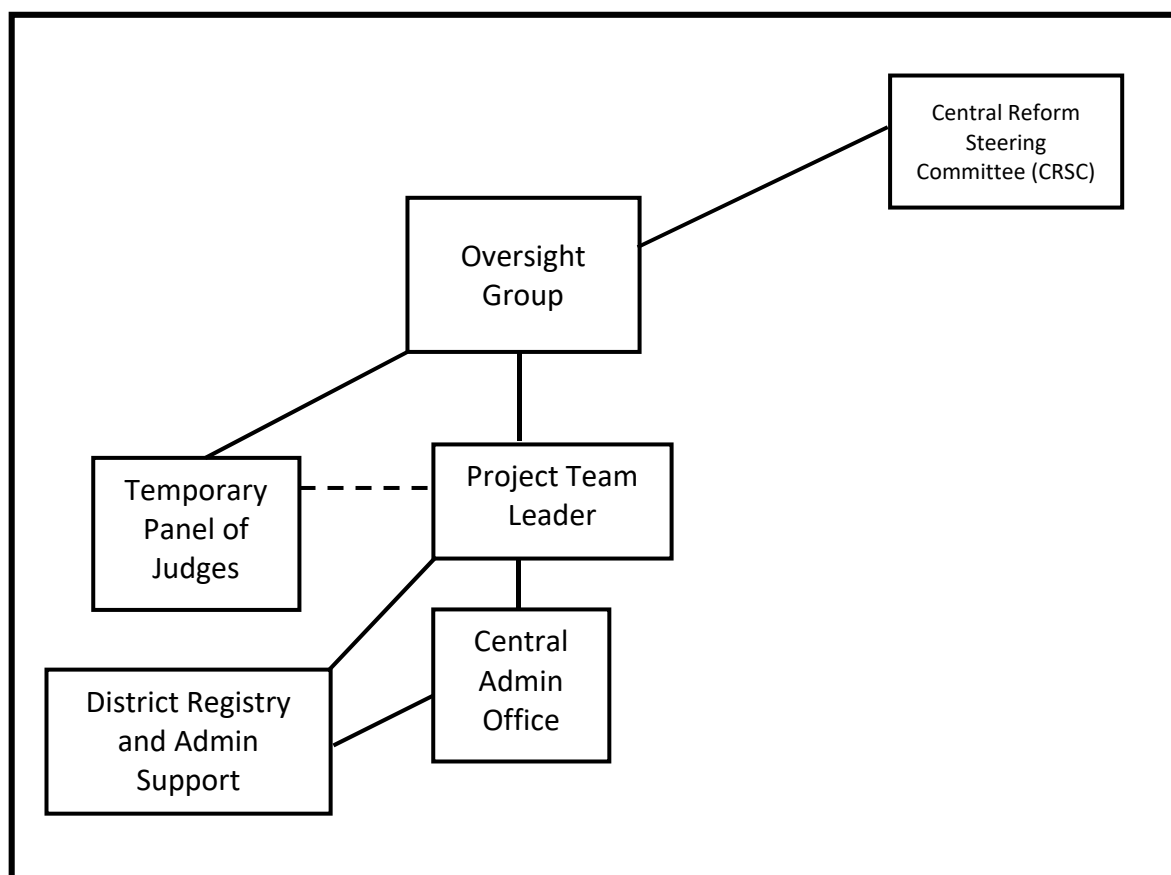 Central Reform
Steering
Committee (CRSC)
Oversight
Group
Temporary
Panel of
Judges
Project Team
Leader
Central
Admin
Office
District Registry
and Admin
Support